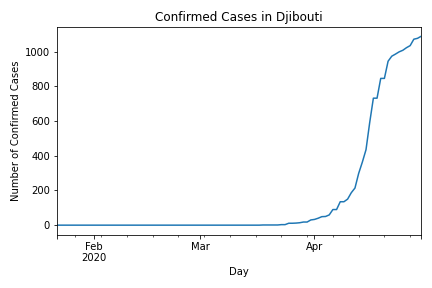 Confirmed Cases in Djibouti
Number of Confirmed Cases
1000
800
600
400
200
0
Feb
2020
Mar
Apr
Day